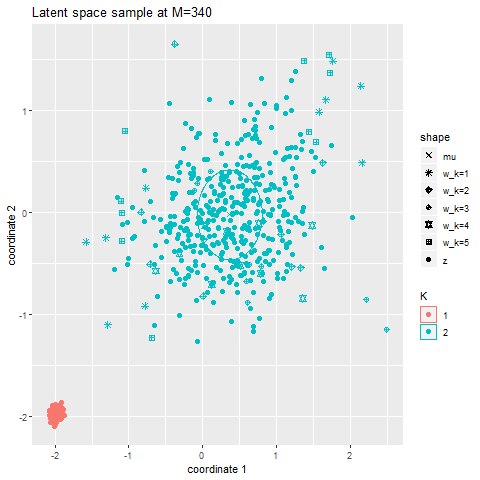 Latent space sample at M=340
1
0
-1
-2
coordinate 2
-2
-1
0
1
2
coordinate 1
shape
mu
w_k=1
w_k=2
w_k=3
w_k=4
w_k=5
z
K
1
2